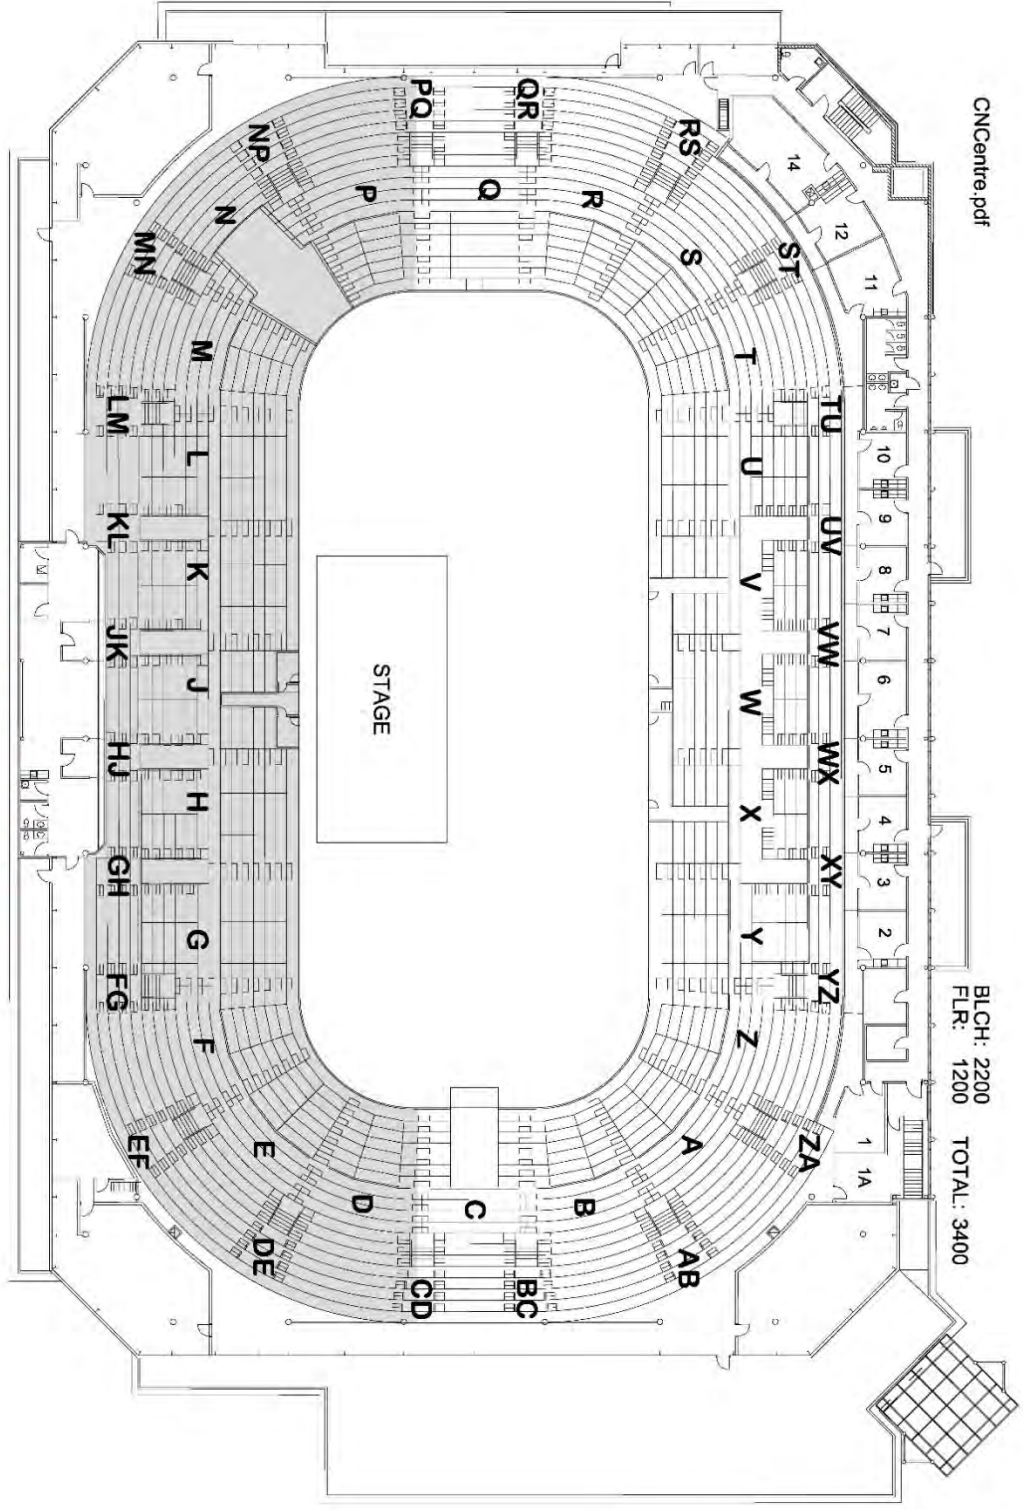 CNCentre.pdf
BLCH: 2200
FLR: 1200 TOTAL: 3400
14
12
11
10
9
8
7
6
5
4
3
2
1
1A
RS
ST
TU
UV
VW
WX
XY
YZ
ZA
S
T
U
V
W
X
Y
Z
A
AB
QR
R
B
BC
Q
C
PQ
P
D
CD
STAGE
NP
N
E
DE
MN
M
L
K
J
H
G
F
EF
LM
KL
JK
HJ
GH
FG